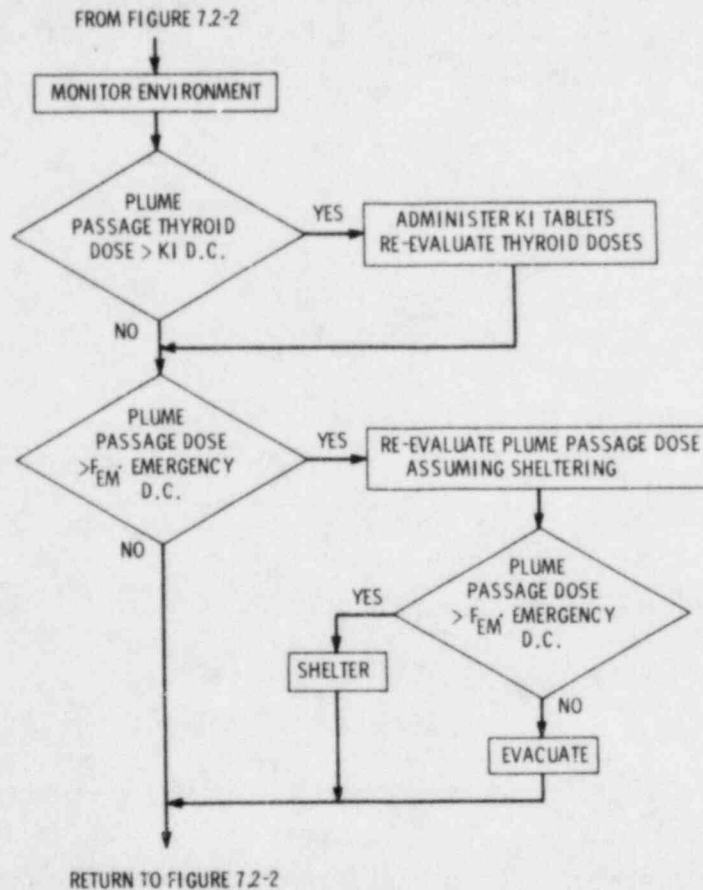 FROM FIGURE 7.2-2
MONITOR ENVIRONMENT
PLUME
PASSAGE THYROID
DOSE > KI D.C.
YES
ADMINISTER KI TABLETS
RE-EVALUATE THYROID DOSES
NO
PLUME
PASSAGE DOSE
>F_EM· EMERGENCY
D.C.
YES
RE-EVALUATE PLUME PASSAGE DOSE
ASSUMING SHELTERING
NO
PLUME
PASSAGE DOSE
> F_EM· EMERGENCY
D.C.
YES
SHELTER
NO
EVACUATE
RETURN TO FIGURE 7.2-2